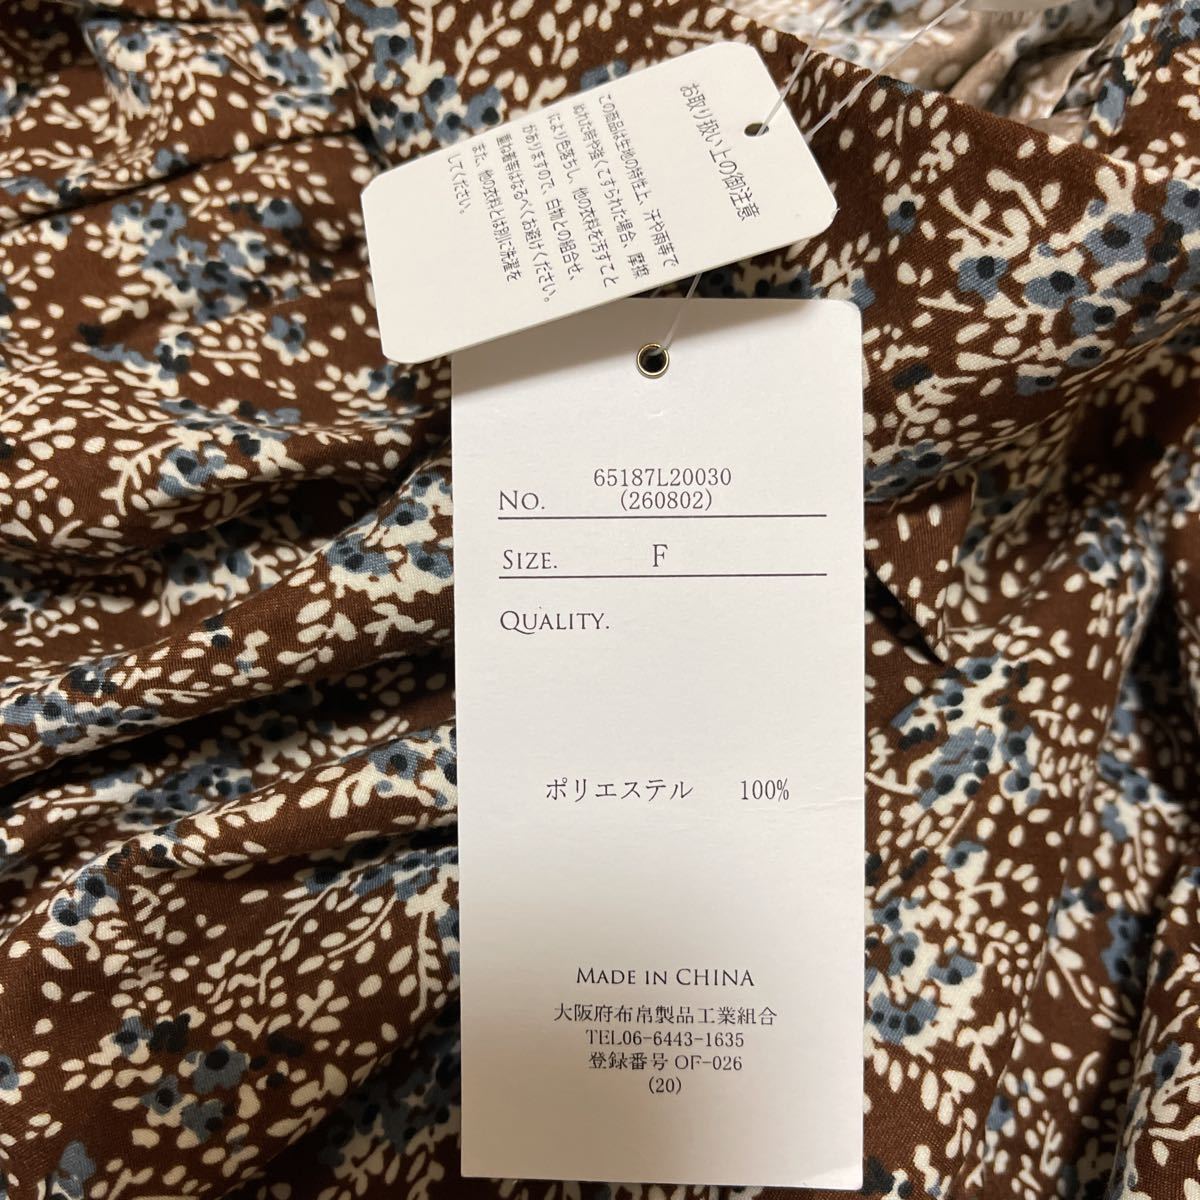 お取り扱い上の御注意
この商品は生地の特性上、汗や雨等で
ぬれた時や強くこすられた場合、摩擦
により色落ちし、他の衣料を汚すこと
がありますので、白物との組合せ、
重ね着等はなるべくお避けください。
また、他の衣料とは別に洗濯を
してください。
65187L20030
No. (260802)
Size. F
Quality.
ポリエステル 100%
Made in CHINA
大阪府布帛製品工業組合
TEL06-6443-1635
登録番号 OF-026
(20)